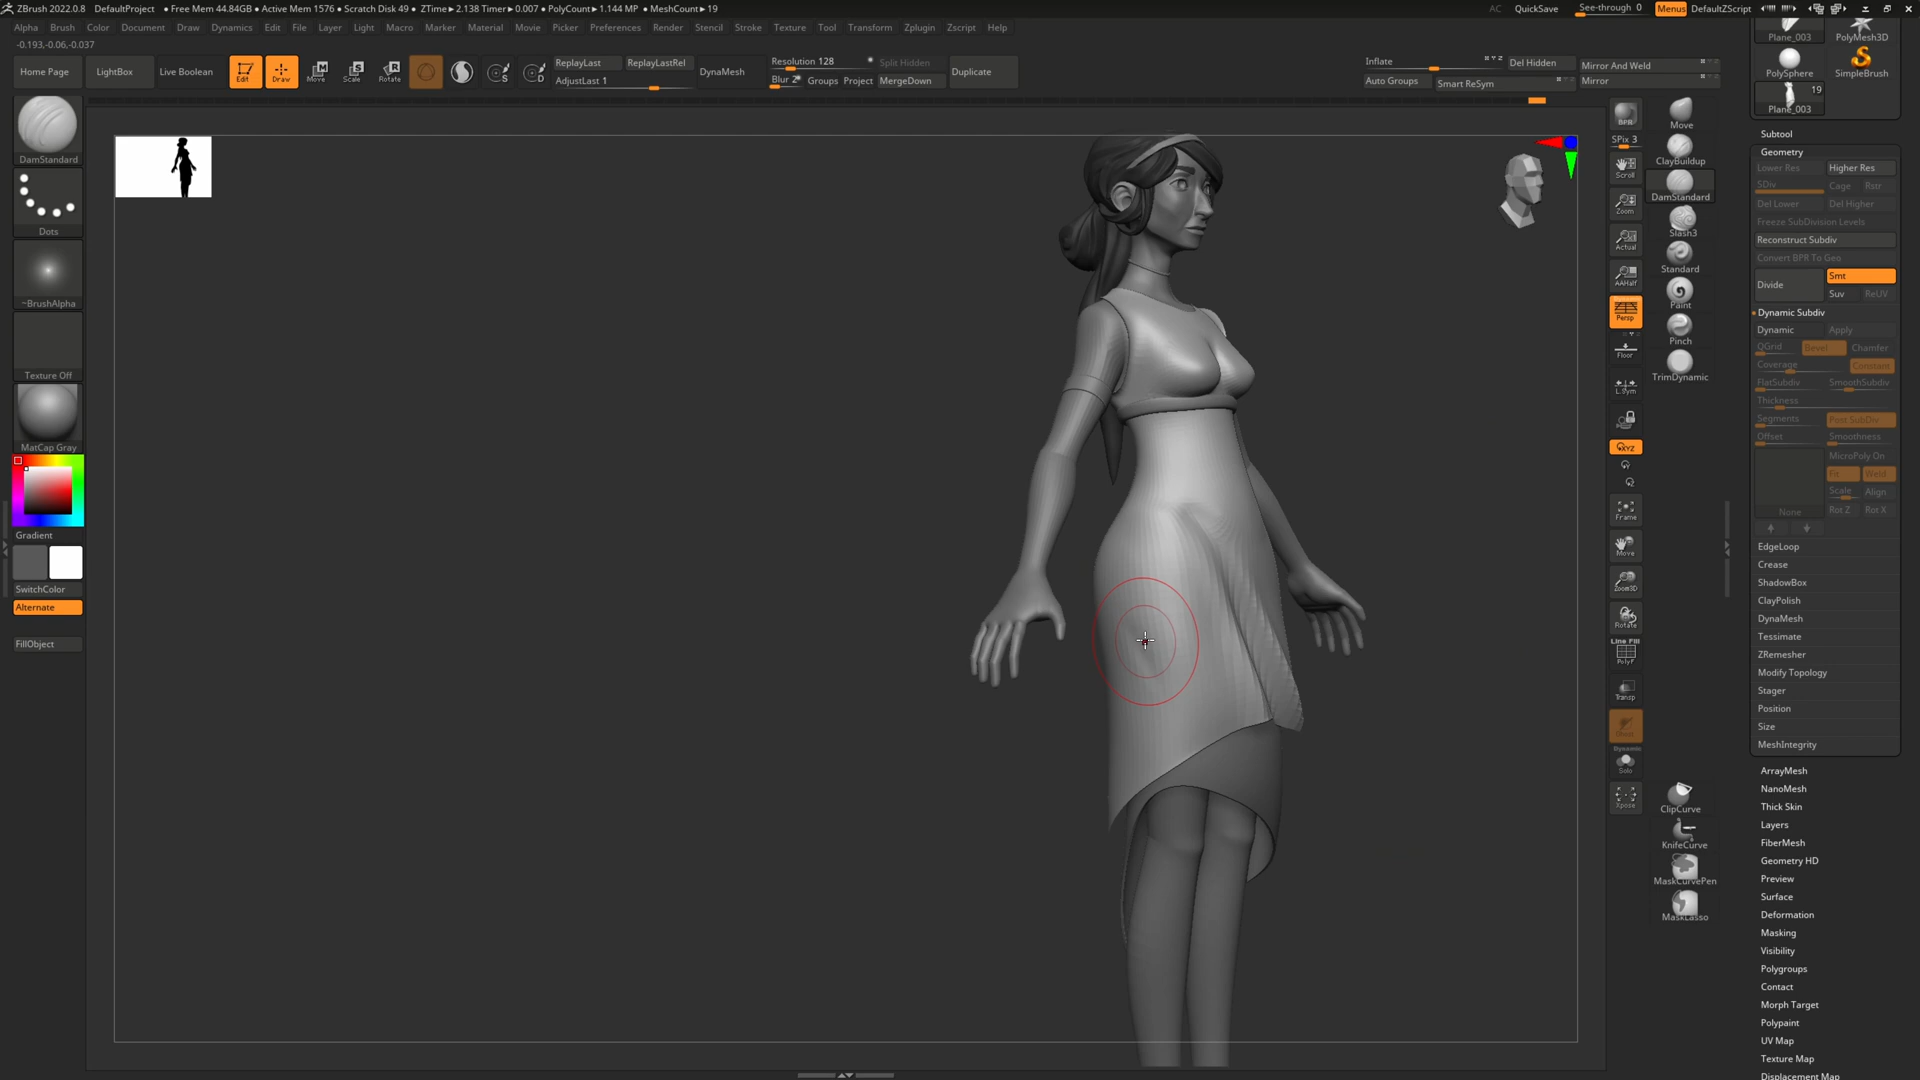 ZBrush 2022.0.8 DefaultProject • Free Mem 44.84GB • Active Mem 1576 • Scratch Disk 49 • ZTime▸2.138 Timer▸0.007 • PolyCount▸1.144 MP • MeshCount▸19 AC QuickSave See-through 0 Menus DefaultZScript
Alpha Brush Color Document Draw Dynamics Edit File Layer Light Macro Marker Material Movie Picker Preferences Render Stencil Stroke Texture Tool Transform Zplugin Zscript Help
-0.193,-0.06,-0.037
Home Page LightBox Live Boolean Edit Draw Move Scale Rotate
ReplayLast ReplayLastRel
AdjustLast 1
DynaMesh
Resolution 128 Split Hidden
Blur 2 Groups Project MergeDown
Duplicate
Inflate Del Hidden Mirror And Weld
Auto Groups Smart ReSym Mirror
DamStandard
Dots
~BrushAlpha
Texture Off
MatCap Gray
Gradient
SwitchColor
Alternate
FillObject
BPR
SPix 3
Scroll
Zoom
Actual
AAHalf
Persp
Floor
L.Sym
XYZ
Frame
Move
Zoom3D
Rotate
Line Fill
PolyF
Transp
Ghost
Dynamic
Solo
Xpose
Move
ClayBuildup
DamStandard
Slash3
Standard
Paint
Pinch
TrimDynamic
ClipCurve
KnifeCurve
MaskCurvePen
MaskLasso
Plane_003 PolyMesh3D
PolySphere SimpleBrush
19
Plane_003
Subtool
Geometry
Lower Res Higher Res
SDiv Cage Rstr
Del Lower Del Higher
Freeze SubDivision Levels
Reconstruct Subdiv
Convert BPR To Geo
Divide Smt
Suv ReUV
Dynamic Subdiv
Dynamic Apply
QGrid Bevel Chamfer
Coverage Constant
FlatSubdiv SmoothSubdiv
Thickness
Segments Post SubDiv
Offset Smoothness
MicroPoly On
Fit Weld
Scale Align
None Rot Z Rot X
EdgeLoop
Crease
ShadowBox
ClayPolish
DynaMesh
Tessimate
ZRemesher
Modify Topology
Stager
Position
Size
MeshIntegrity
ArrayMesh
NanoMesh
Thick Skin
Layers
FiberMesh
Geometry HD
Preview
Surface
Deformation
Masking
Visibility
Polygroups
Contact
Morph Target
Polypaint
UV Map
Texture Map
Displacement Map